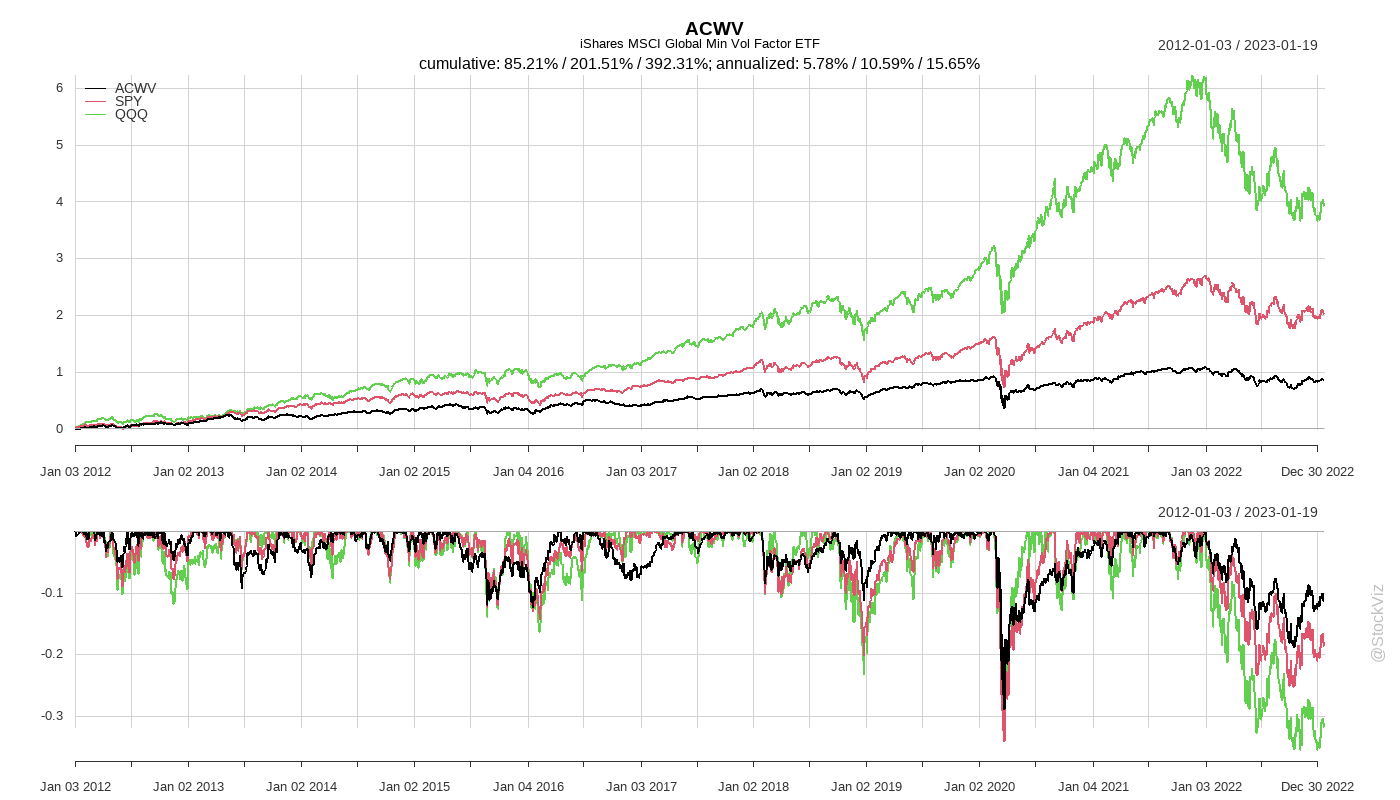 ACWV
iShares MSCI Global Min Vol Factor ETF
2012-01-03 / 2023-01-19
cumulative: 85.21% / 201.51% / 392.31%; annualized: 5.78% / 10.59% / 15.65%
ACWV
SPY
QQQ
6
5
4
3
2
1
0
Jan 03 2012 Jan 02 2013 Jan 02 2014 Jan 02 2015 Jan 04 2016 Jan 03 2017 Jan 02 2018 Jan 02 2019 Jan 02 2020 Jan 04 2021 Jan 03 2022 Dec 30 2022
2012-01-03 / 2023-01-19
-0.1
-0.2
-0.3
Jan 03 2012 Jan 02 2013 Jan 02 2014 Jan 02 2015 Jan 04 2016 Jan 03 2017 Jan 02 2018 Jan 02 2019 Jan 02 2020 Jan 04 2021 Jan 03 2022 Dec 30 2022
@StockViz